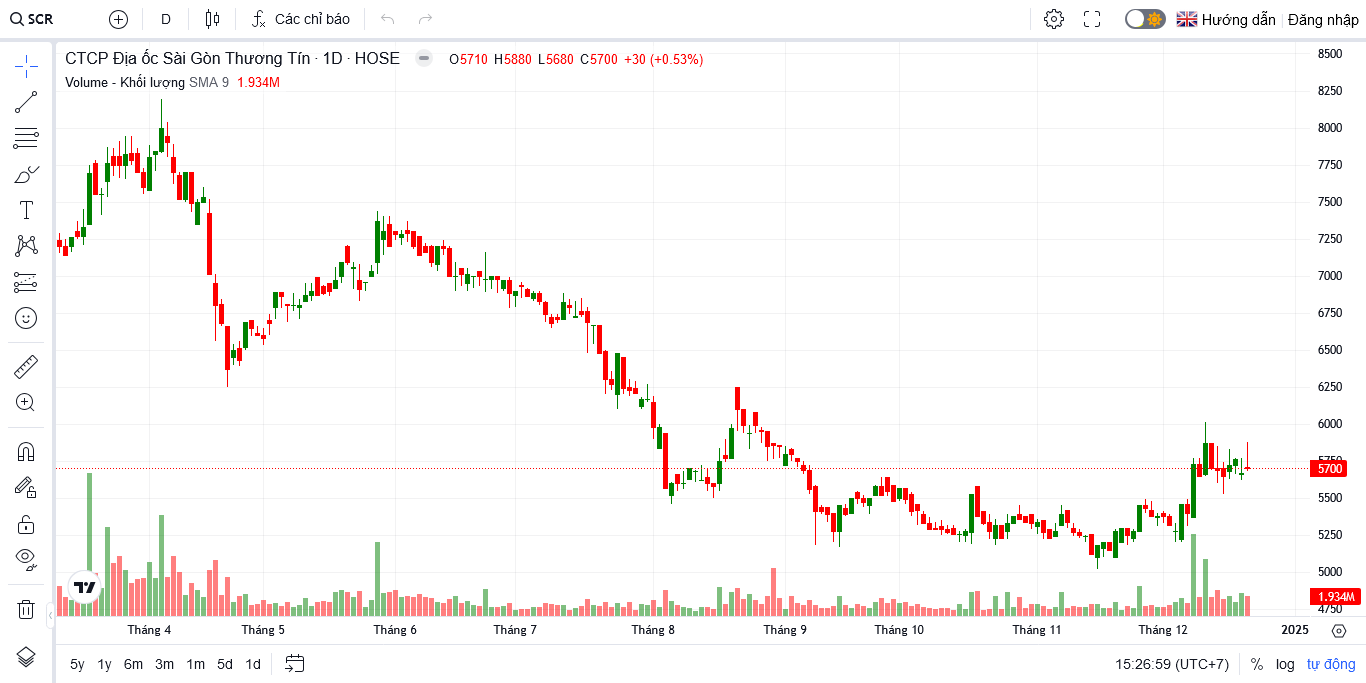 SCR D Các chỉ báo Hướng dẫn Đăng nhập
CTCP Địa ốc Sài Gòn Thương Tín · 1D · HOSE O5710 H5880 L5680 C5700 +30 (+0.53%)
Volume - Khối lượng SMA 9 1.934M
8500
8250
8000
7750
7500
7250
7000
6750
6500
6250
6000
5750
5700
5500
5250
5000
1.934M
4750
Tháng 4 Tháng 5 Tháng 6 Tháng 7 Tháng 8 Tháng 9 Tháng 10 Tháng 11 Tháng 12 2025
5y 1y 6m 3m 1m 5d 1d 15:26:59 (UTC+7) % log tự động